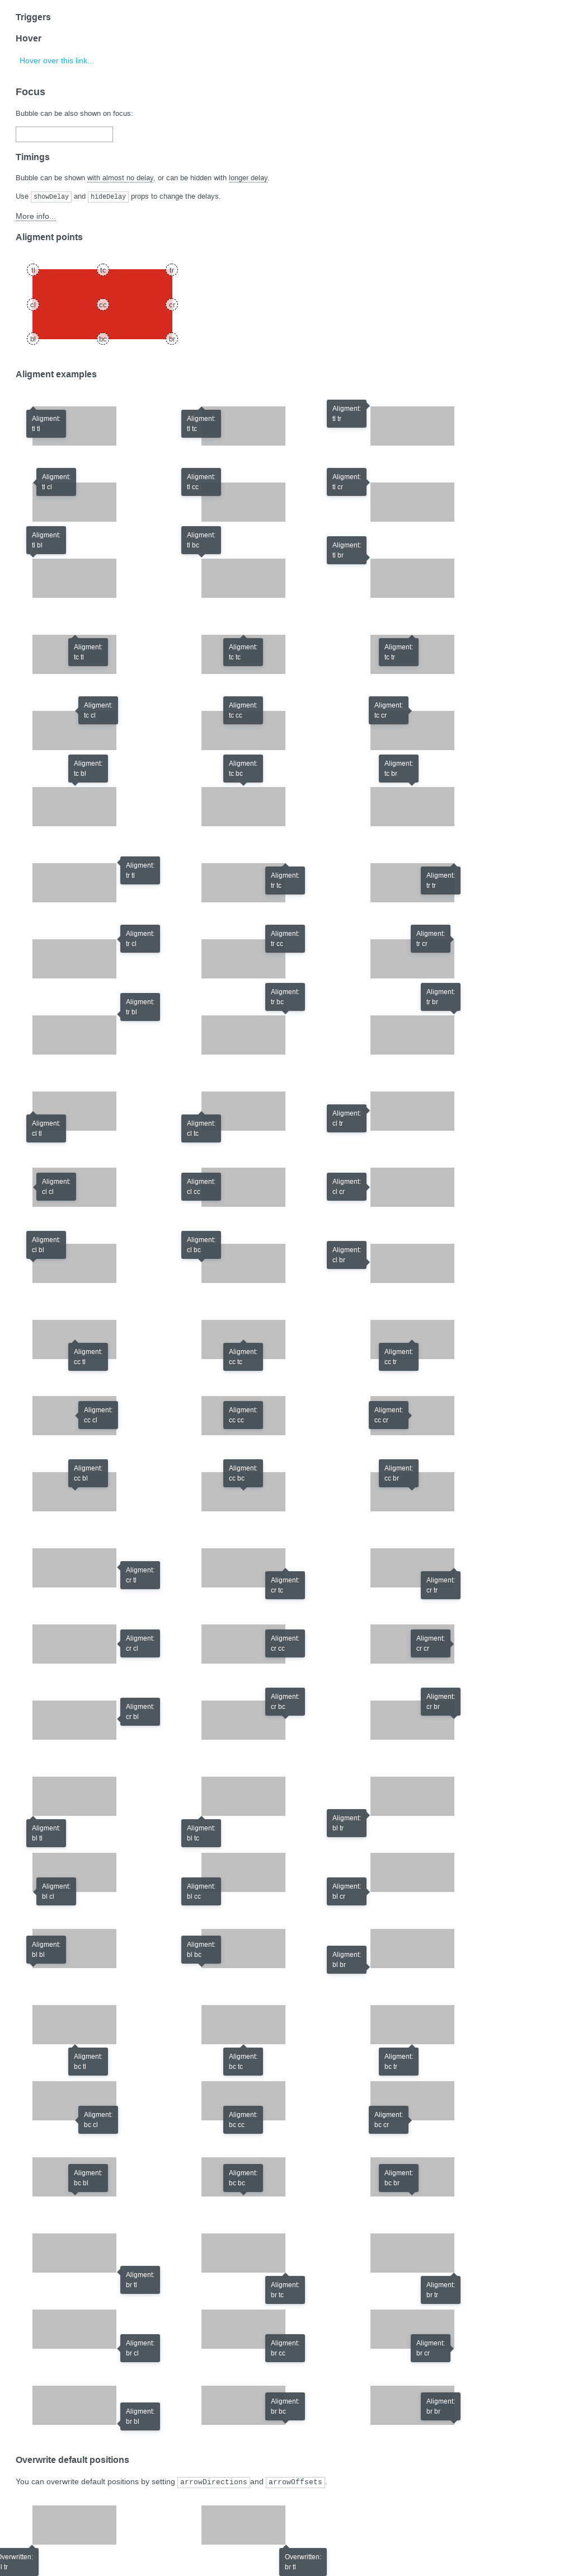 Triggers
Hover
Hover over this link...
Focus
Bubble can be also shown on focus:
Timings
Bubble can be shown with almost no delay, or can be hidden with longer delay.
Use showDelay and hideDelay props to change the delays.
More info...
Aligment points
tl tc tr
cl cc cr
bl bc br
Aligment examples
Aligment:
tl tl
Aligment:
tl tc
Aligment:
tl tr
Aligment:
tl cl
Aligment:
tl cc
Aligment:
tl cr
Aligment:
tl bl
Aligment:
tl bc
Aligment:
tl br
Aligment:
tc tl
Aligment:
tc tc
Aligment:
tc tr
Aligment:
tc cl
Aligment:
tc cc
Aligment:
tc cr
Aligment:
tc bl
Aligment:
tc bc
Aligment:
tc br
Aligment:
tr tl
Aligment:
tr tc
Aligment:
tr tr
Aligment:
tr cl
Aligment:
tr cc
Aligment:
tr cr
Aligment:
tr bl
Aligment:
tr bc
Aligment:
tr br
Aligment:
cl tl
Aligment:
cl tc
Aligment:
cl tr
Aligment:
cl cl
Aligment:
cl cc
Aligment:
cl cr
Aligment:
cl bl
Aligment:
cl bc
Aligment:
cl br
Aligment:
cc tl
Aligment:
cc tc
Aligment:
cc tr
Aligment:
cc cl
Aligment:
cc cc
Aligment:
cc cr
Aligment:
cc bl
Aligment:
cc bc
Aligment:
cc br
Aligment:
cr tl
Aligment:
cr tc
Aligment:
cr tr
Aligment:
cr cl
Aligment:
cr cc
Aligment:
cr cr
Aligment:
cr bl
Aligment:
cr bc
Aligment:
cr br
Aligment:
bl tl
Aligment:
bl tc
Aligment:
bl tr
Aligment:
bl cl
Aligment:
bl cc
Aligment:
bl cr
Aligment:
bl bl
Aligment:
bl bc
Aligment:
bl br
Aligment:
bc tl
Aligment:
bc tc
Aligment:
bc tr
Aligment:
bc cl
Aligment:
bc cc
Aligment:
bc cr
Aligment:
bc bl
Aligment:
bc bc
Aligment:
bc br
Aligment:
br tl
Aligment:
br tc
Aligment:
br tr
Aligment:
br cl
Aligment:
br cc
Aligment:
br cr
Aligment:
br bl
Aligment:
br bc
Aligment:
br br
Overwrite default positions
You can overwrite default positions by setting arrowDirections and arrowOffsets.
verwritten:
l tr
Overwritten:
br tl